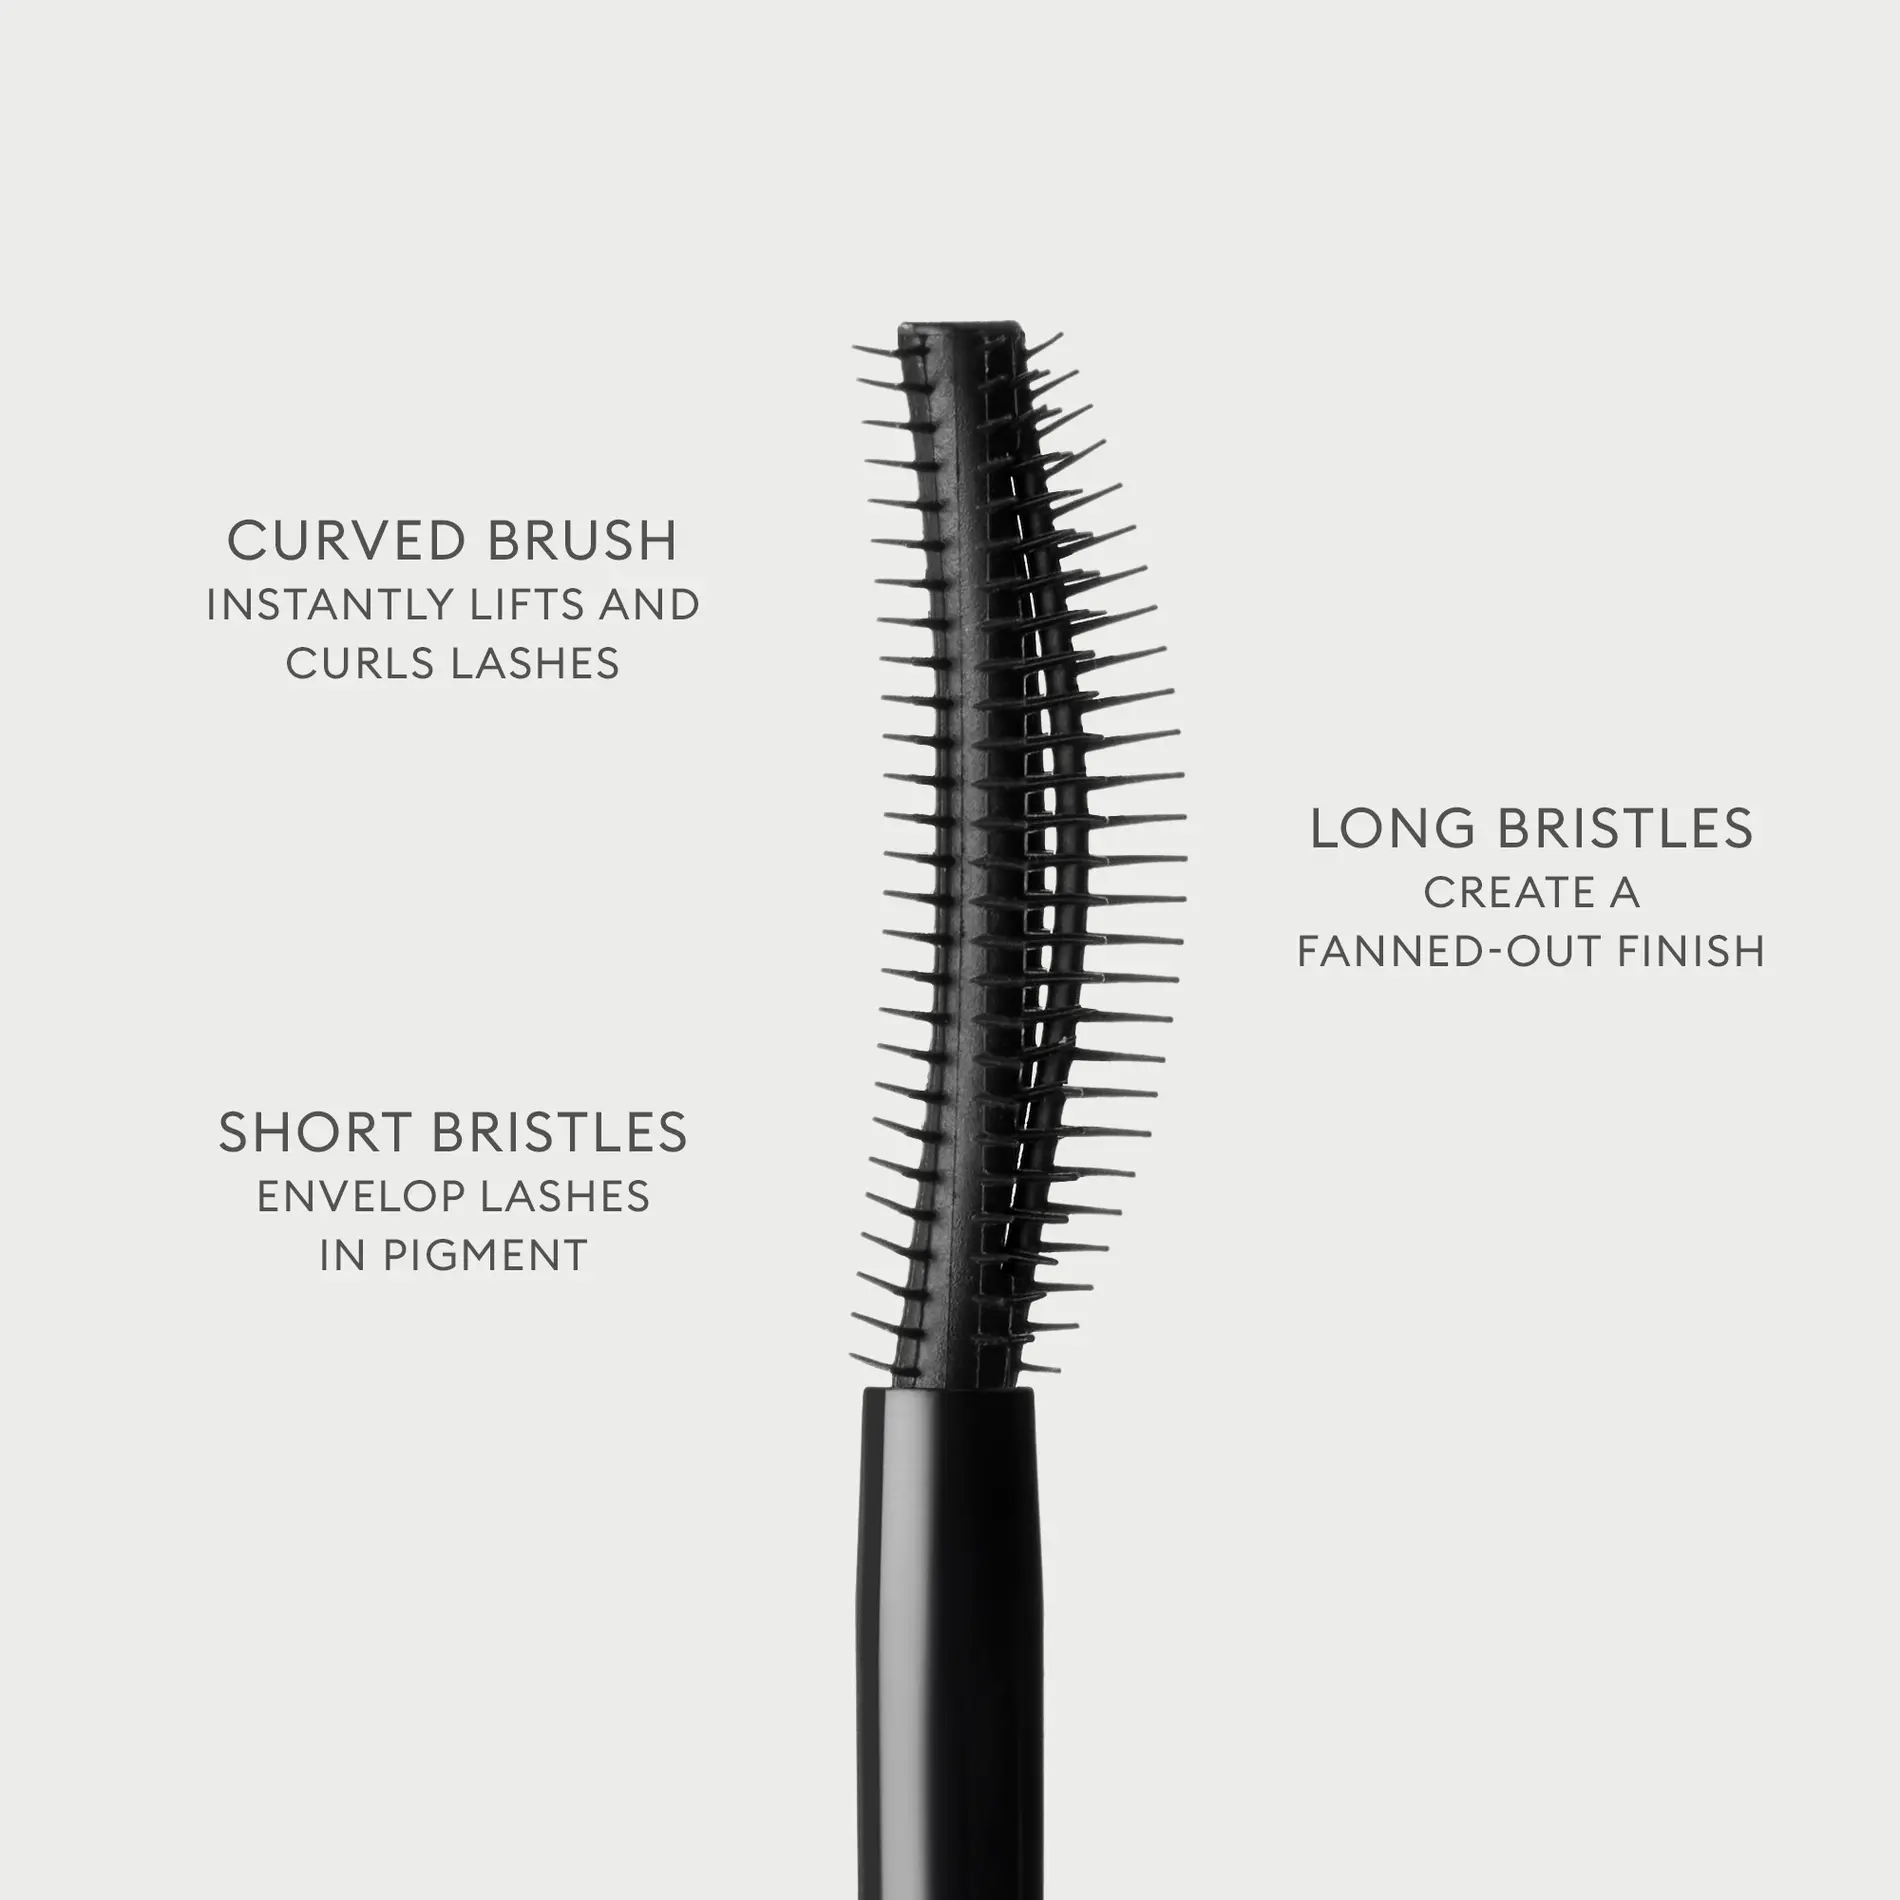 CURVED BRUSH
INSTANTLY LIFTS AND
CURLS LASHES
LONG BRISTLES
CREATE A
FANNED-OUT FINISH
SHORT BRISTLES
ENVELOP LASHES
IN PIGMENT